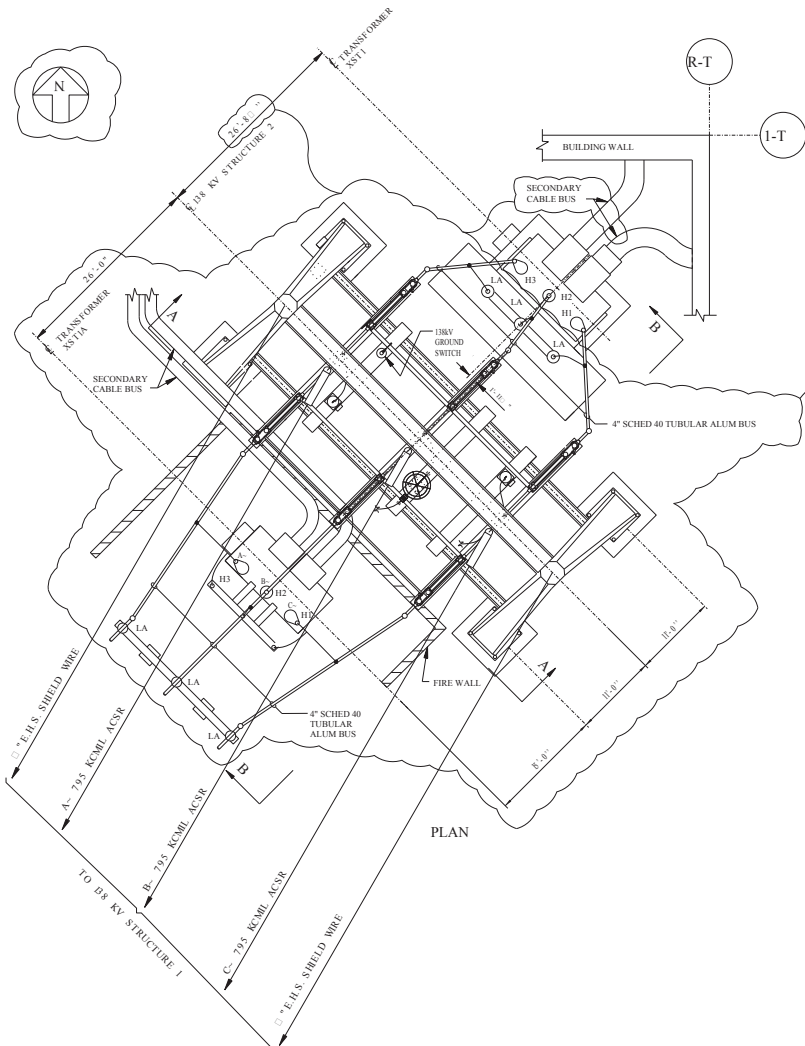 N
℄ TRANSFORMER
XST1
R-T
1-T
BUILDING WALL
26'-8
℄ 138 KV STRUCTURE 2
SECONDARY
CABLE BUS
26'-0"
℄ TRANSFORMER
XST1A
A
LA
H3
H2
LA
H1
LA
B
138kV
GROUND
SWITCH
SECONDARY
CABLE BUS
4" SCHED 40 TUBULAR ALUM BUS
A~
H3
B~
H2
C~
H1
LA
LA
LA
FIRE WALL
A1
11'-0"
11'-0"
15'-0"
4" SCHED 40
TUBULAR
ALUM BUS
B
" E.H.S. SHIELD WIRE
A~ 795 KCMIL ACSR
B~ 795 KCMIL ACSR
C~ 795 KCMIL ACSR
" E.H.S. SHIELD WIRE
TO 138 KV STRUCTURE 1
PLAN